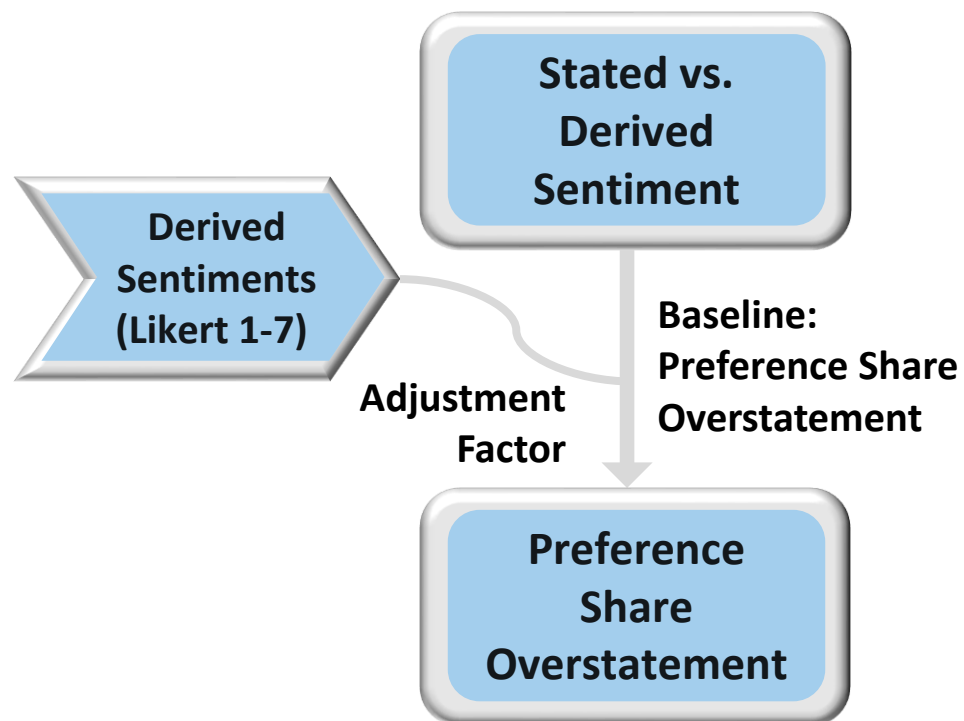 Stated vs.
Derived
Sentiment
Derived
Sentiments
(Likert 1-7)
Baseline:
Preference Share
Overstatement
Adjustment
Factor
Preference
Share
Overstatement